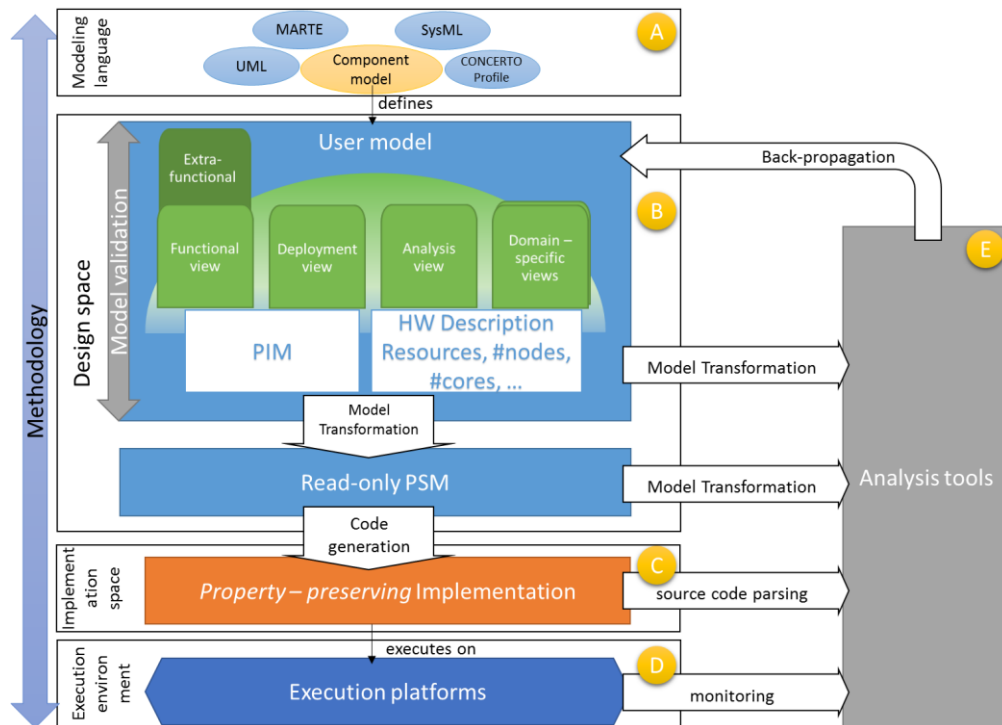 Methodology
Modeling
language
MARTE
SysML
A
UML
Component
model
CONCERTO
Profile
defines
Design space
Model validation
User model
Extra-
functional
Back-propagation
B
Functional
view
Deployment
view
Analysis
view
Domain –
specific
views
E
PIM
HW Description
Resources, #nodes,
#cores, ...
Model Transformation
Model
Transformation
Read-only PSM
Model Transformation
Analysis tools
Code
generation
Implement
ation
space
Property – preserving Implementation
C
source code parsing
executes on
Execution
environ
ment
Execution platforms
D
monitoring